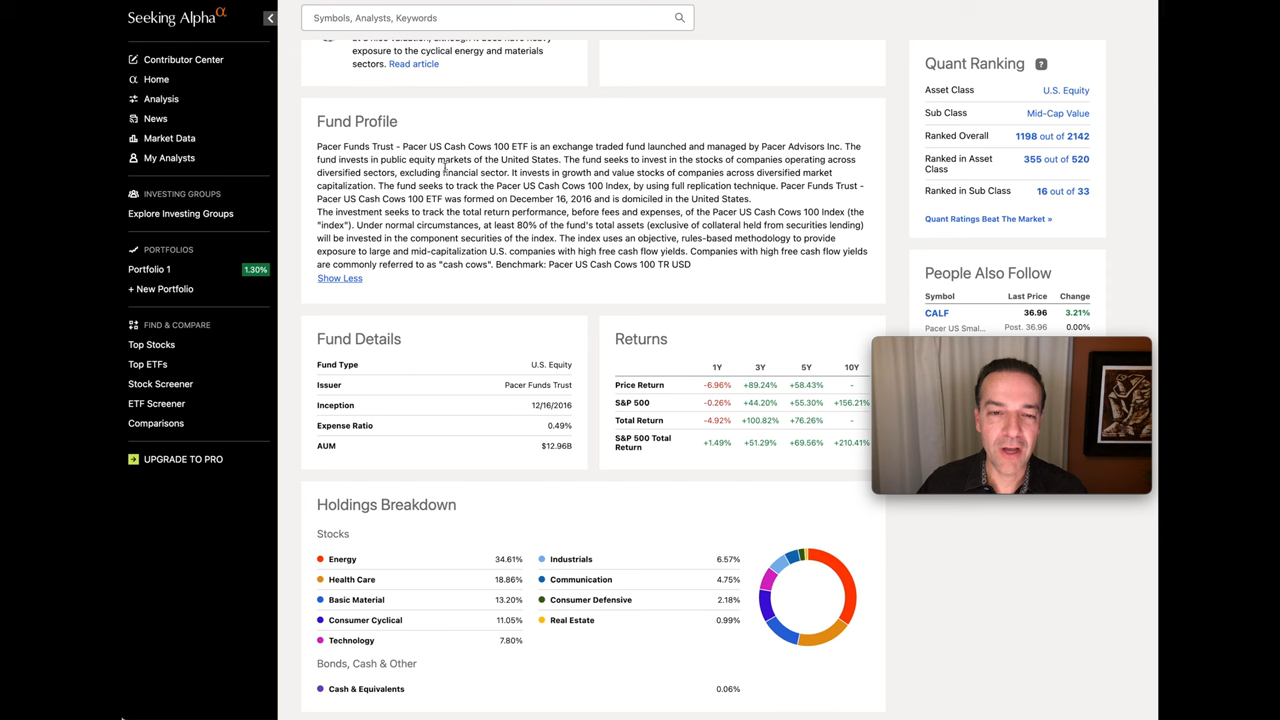 Seeking Alpha α
Symbols, Analysts, Keywords
Contributor Center
Home
Analysis
News
Market Data
My Analysts
INVESTING GROUPS
Explore Investing Groups
PORTFOLIOS
Portfolio 1 1.30%
+ New Portfolio
FIND & COMPARE
Top Stocks
Top ETFs
Stock Screener
ETF Screener
Comparisons
UPGRADE TO PRO
exposure to the cyclical energy and materials
sectors. Read article
Fund Profile
Pacer Funds Trust - Pacer US Cash Cows 100 ETF is an exchange traded fund launched and managed by Pacer Advisors Inc. The
fund invests in public equity markets of the United States. The fund seeks to invest in the stocks of companies operating across
diversified sectors, excluding financial sector. It invests in growth and value stocks of companies across diversified market
capitalization. The fund seeks to track the Pacer US Cash Cows 100 Index, by using full replication technique. Pacer Funds Trust -
Pacer US Cash Cows 100 ETF was formed on December 16, 2016 and is domiciled in the United States.
The investment seeks to track the total return performance, before fees and expenses, of the Pacer US Cash Cows 100 Index (the
"index"). Under normal circumstances, at least 80% of the fund's total assets (exclusive of collateral held from securities lending)
will be invested in the component securities of the index. The index uses an objective, rules-based methodology to provide
exposure to large and mid-capitalization U.S. companies with high free cash flow yields. Companies with high free cash flow yields
are commonly referred to as "cash cows". Benchmark: Pacer US Cash Cows 100 TR USD
Show Less
Fund Details
Fund Type U.S. Equity
Issuer Pacer Funds Trust
Inception 12/16/2016
Expense Ratio 0.49%
AUM $12.96B
Returns
1Y 3Y 5Y 10Y
Price Return -6.96% +89.24% +58.43% -
S&P 500 -0.26% +44.20% +55.30% +156.21%
Total Return -4.92% +100.82% +76.26% -
S&P 500 Total
Return +1.49% +51.29% +69.56% +210.41%
Holdings Breakdown
Stocks
Energy 34.61%
Health Care 18.86%
Basic Material 13.20%
Consumer Cyclical 11.05%
Technology 7.80%
Industrials 6.57%
Communication 4.75%
Consumer Defensive 2.18%
Real Estate 0.99%
Bonds, Cash & Other
Cash & Equivalents 0.06%
Quant Ranking ?
Asset Class U.S. Equity
Sub Class Mid-Cap Value
Ranked Overall 1198 out of 2142
Ranked in Asset
Class 355 out of 520
Ranked in Sub Class 16 out of 33
Quant Ratings Beat The Market »
People Also Follow
Symbol Last Price Change
CALF 36.96 3.21%
Pacer US Smal... Post. 36.96 0.00%